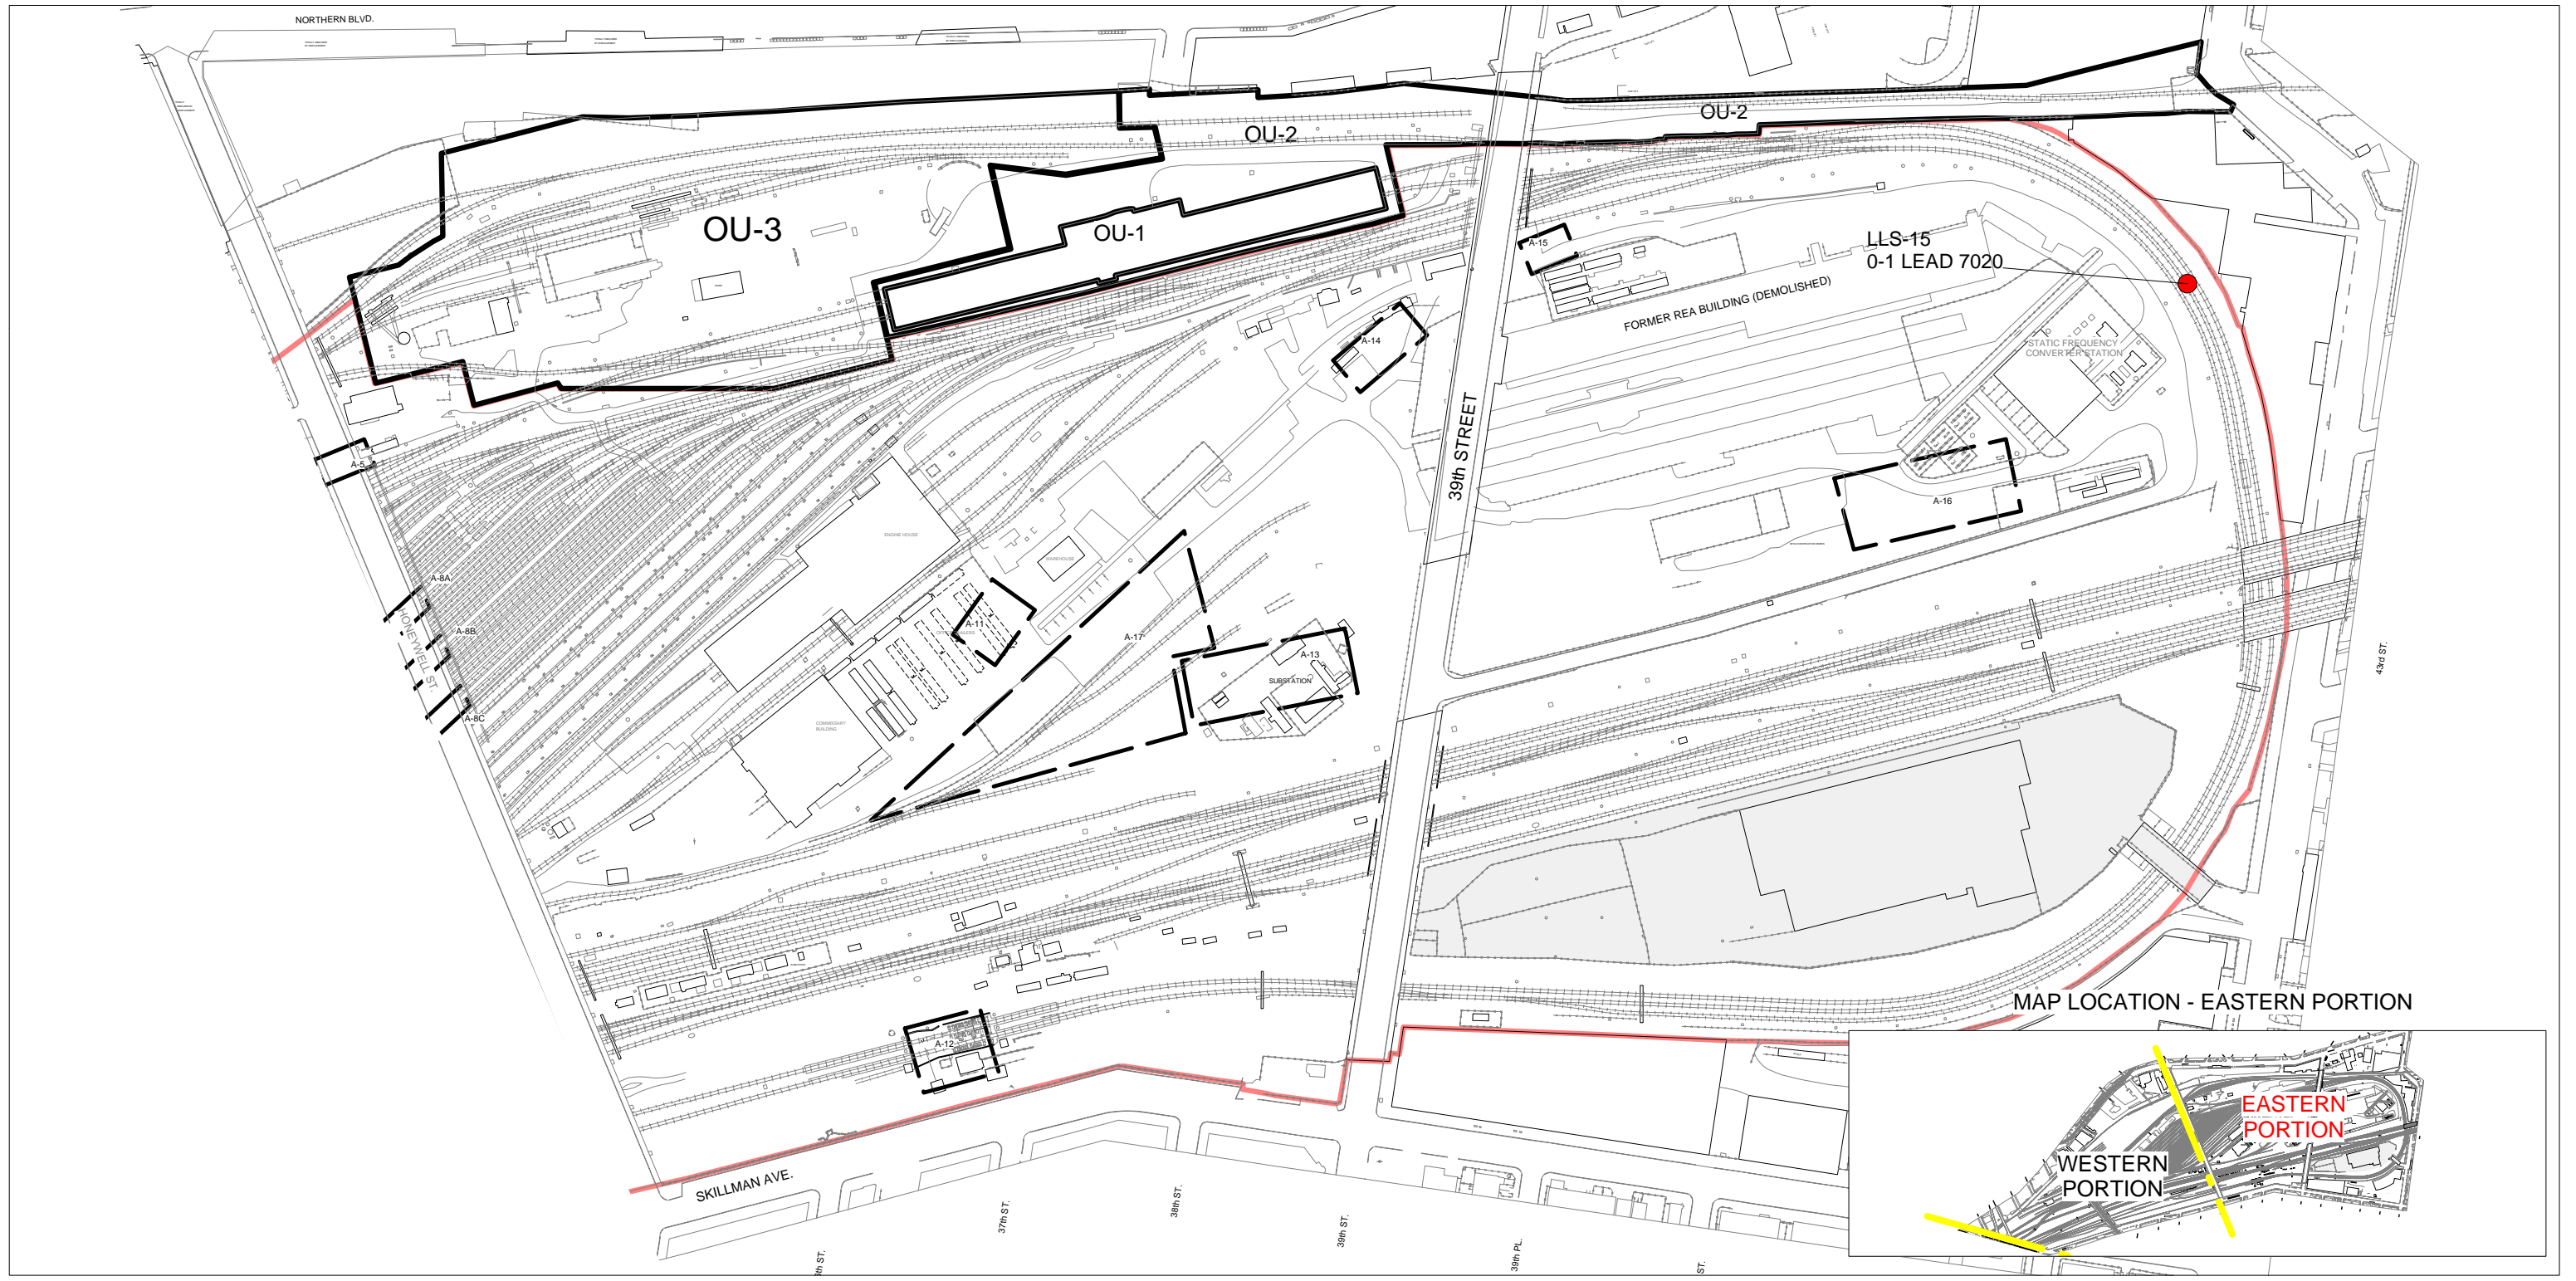 NORTHERN BLVD.
OU-2
OU-2
OU-3
OU-1
A-15
LLS-15
0-1 LEAD 7020
FORMER REA BUILDING (DEMOLISHED)
A-14
STATIC FREQUENCY
CONVERTER STATION
39th STREET
A-5
A-16
ENGINE HOUSE
WAREHOUSE
A-8A
A-11
A-8B
A-17
HONEYWELL ST.
A-13
SUBSTATION
43rd ST.
A-8C
COMMISSARY
BUILDING
A-12
MAP LOCATION - EASTERN PORTION
EASTERN
PORTION
WESTERN
PORTION
SKILLMAN AVE.
37th ST.
38th ST.
39th ST.
39th PL.
ST.